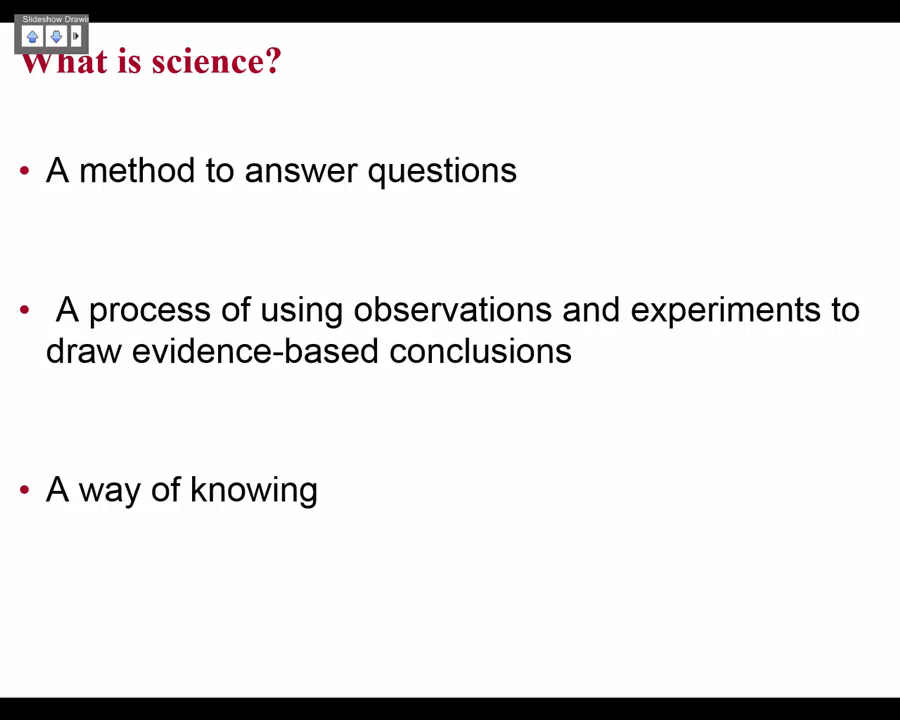 Slideshow Drawin
What is science?
• A method to answer questions
• A process of using observations and experiments to
draw evidence-based conclusions
• A way of knowing